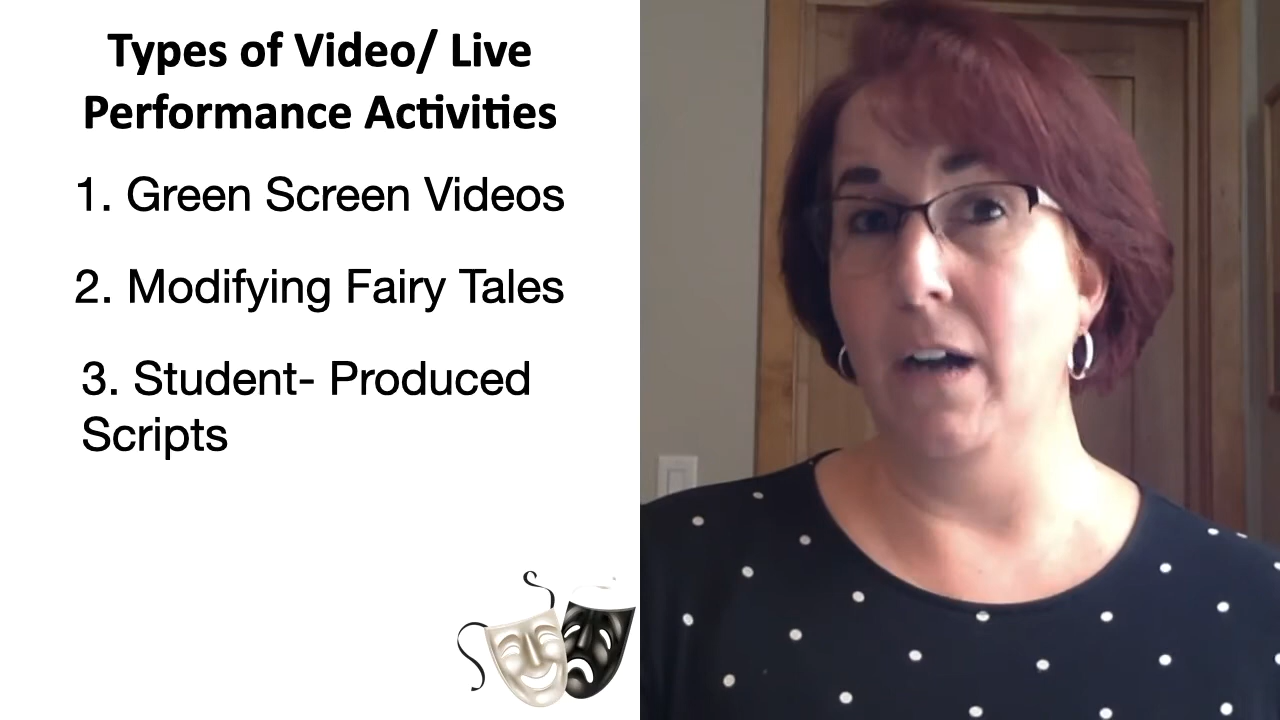 Types of Video/ Live
Performance Activities
1. Green Screen Videos
2. Modifying Fairy Tales
3. Student- Produced
Scripts